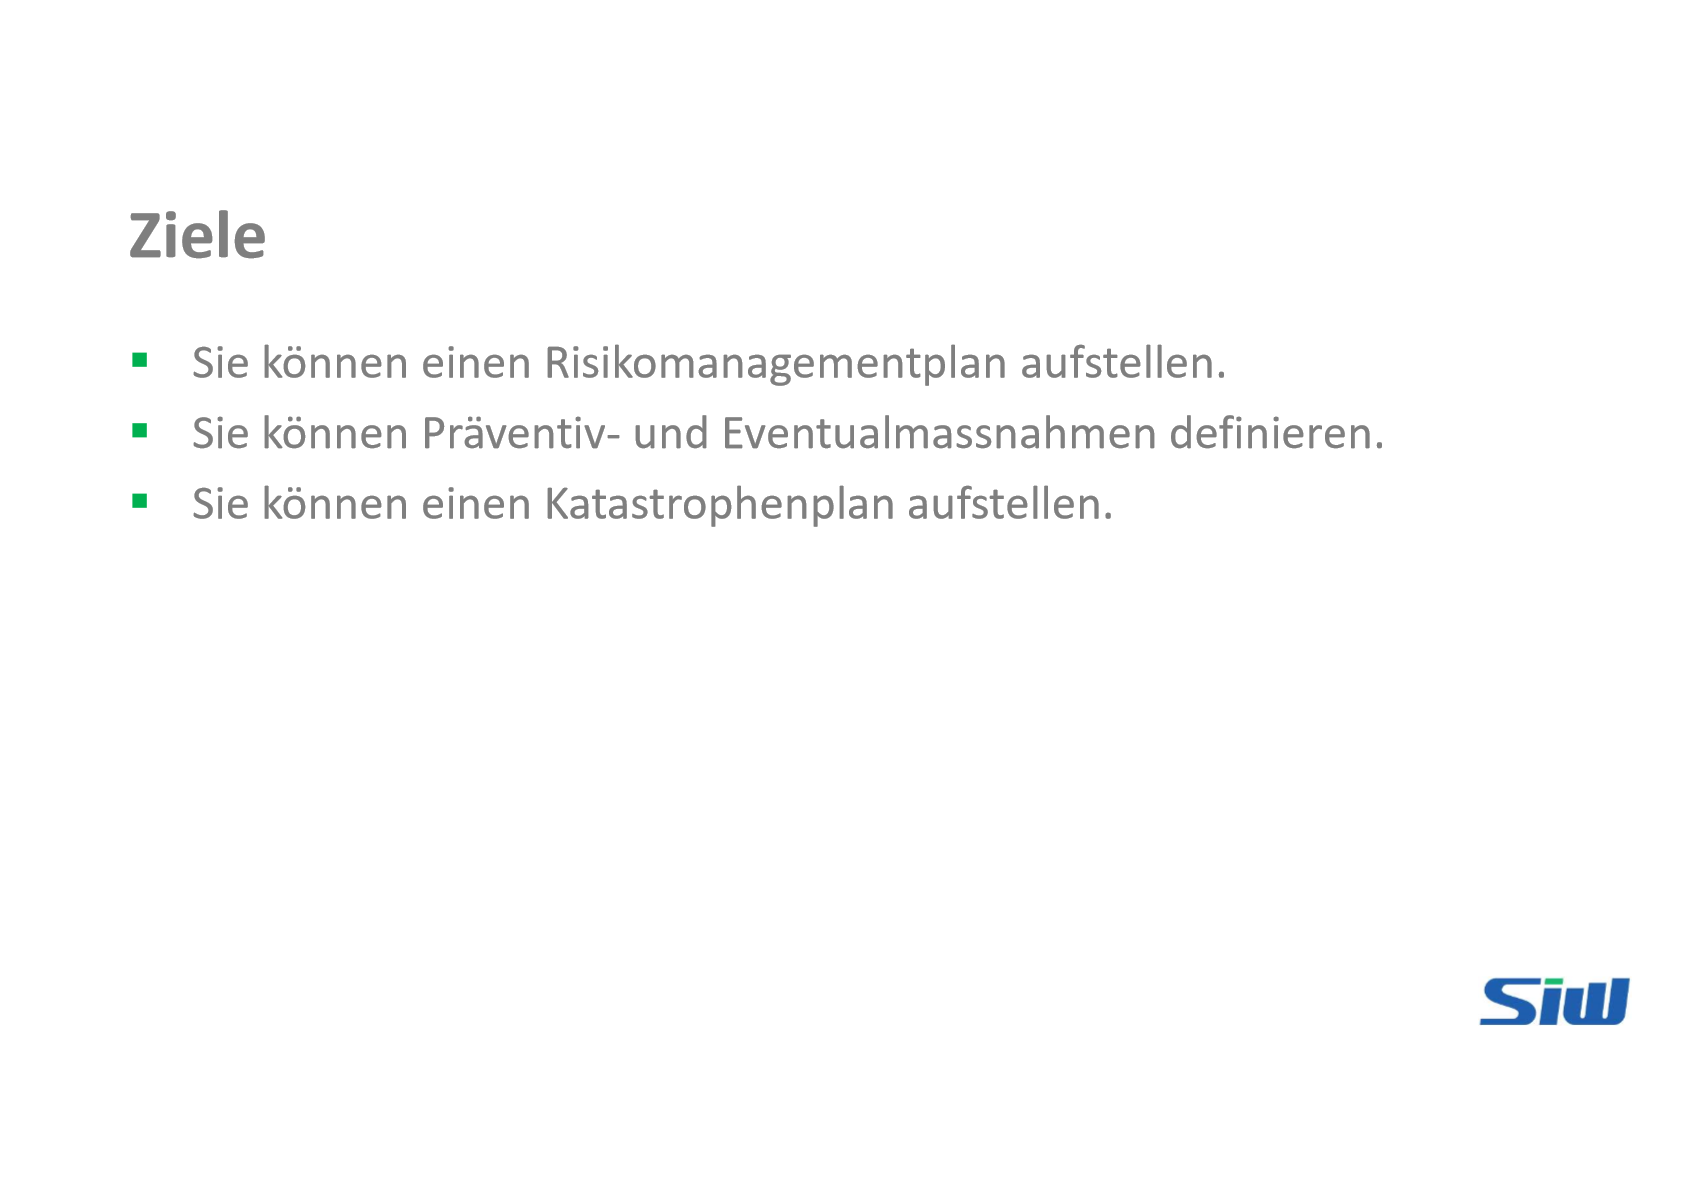 Ziele
Sie können einen Risikomanagementplan aufstellen.
Sie können Präventiv- und Eventualmassnahmen definieren.
Sie können einen Katastrophenplan aufstellen.
Siw